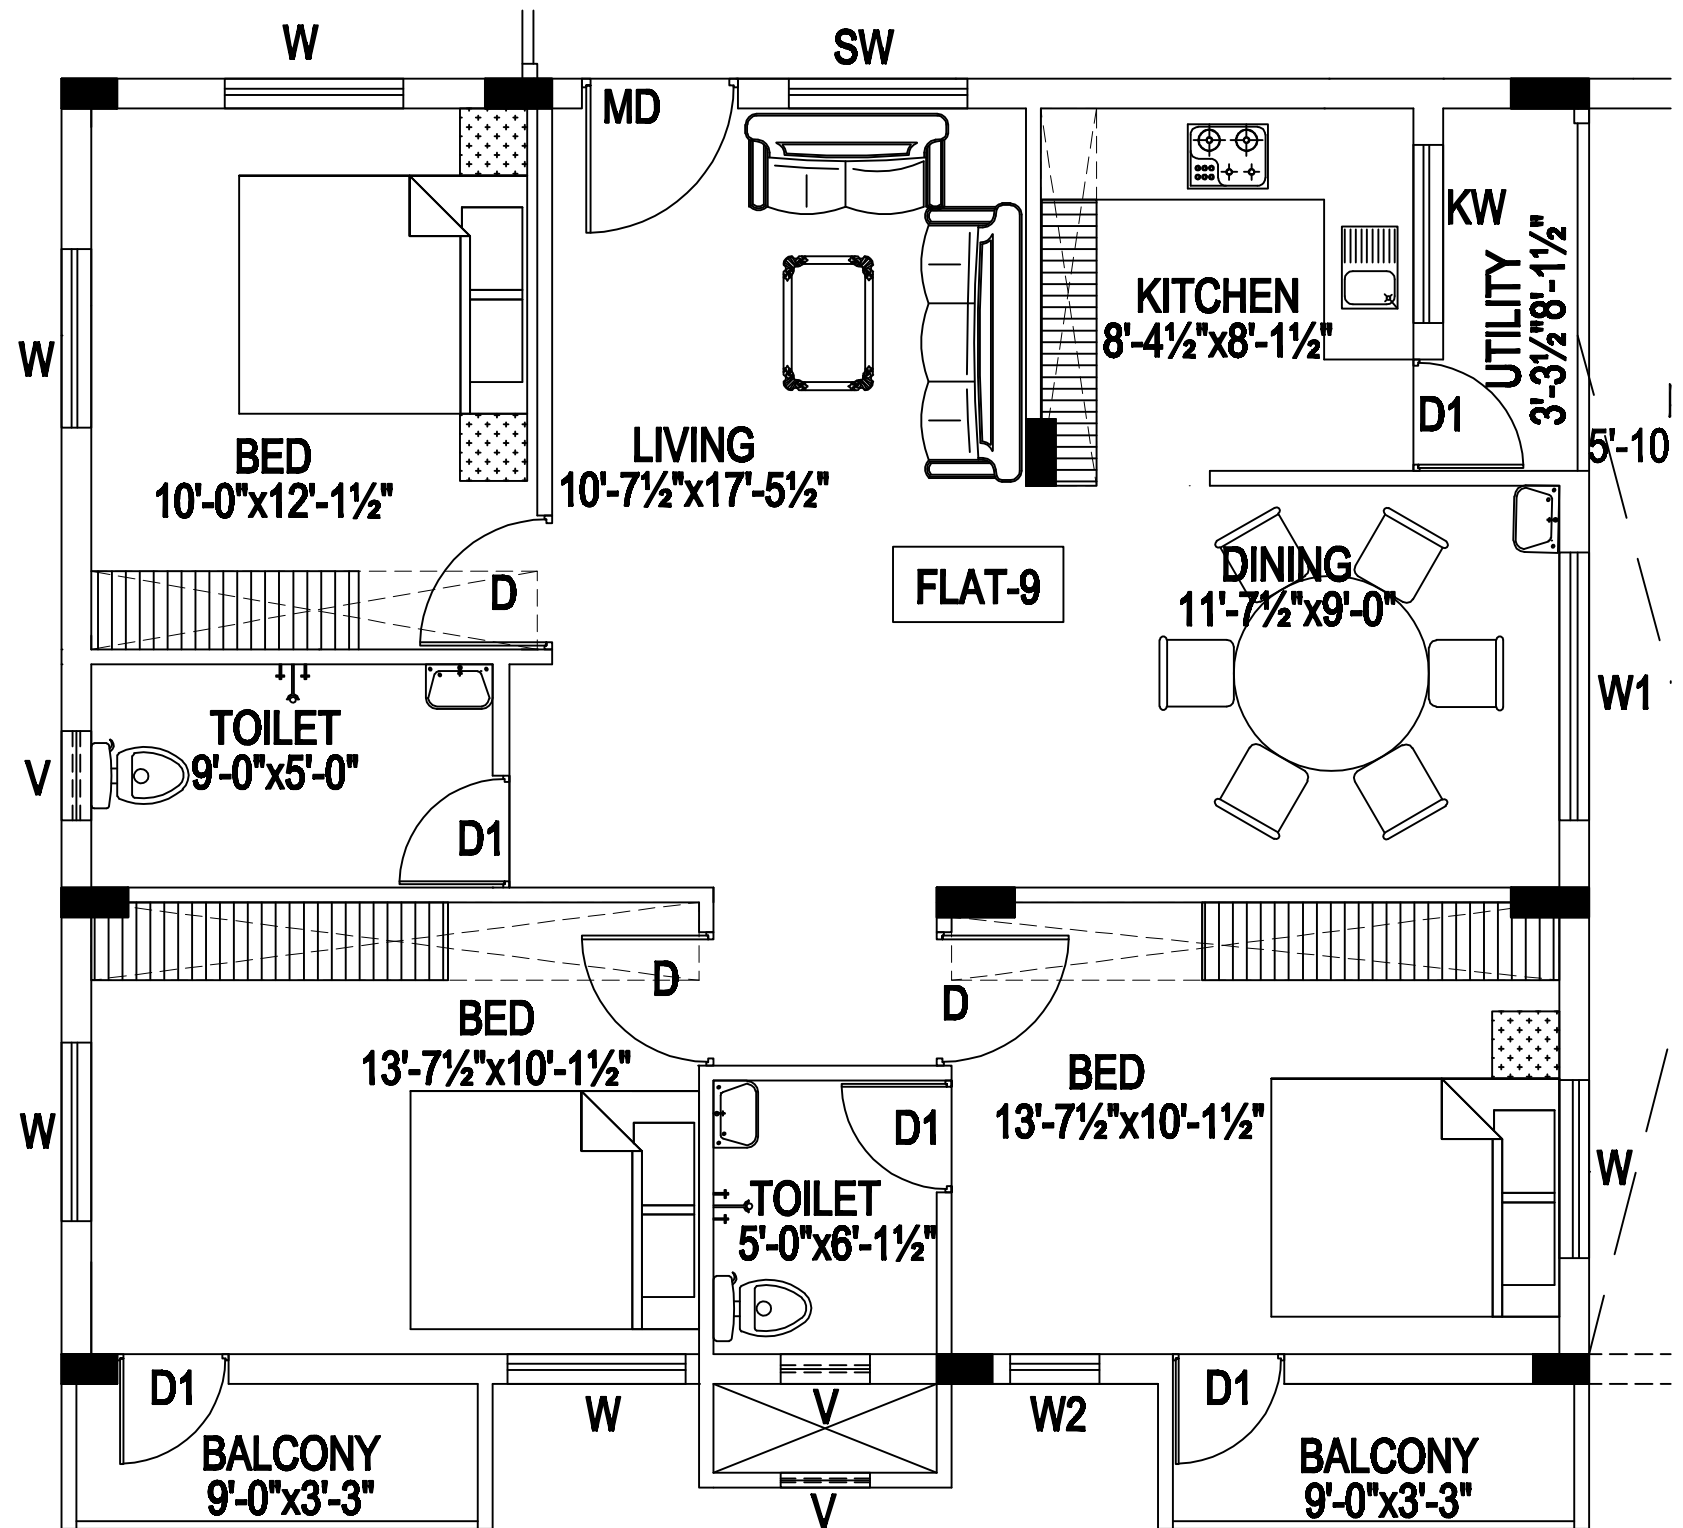 W
SW
MD
KW
UTILITY
3'-3½"8'-1½"
KITCHEN
8'-4½"x8'-1½"
W
D1
BED
10'-0"x12'-1½"
LIVING
10'-7½"x17'-5½"
5'-10
D
FLAT-9
DINING
11'-7½"x9'-0"
W1
TOILET
9'-0"x5'-0"
V
D1
D
D
BED
13'-7½"x10'-1½"
BED
13'-7½"x10'-1½"
W
D1
W
TOILET
5'-0"x6'-1½"
D1
W
V
W2
D1
BALCONY
9'-0"x3'-3"
BALCONY
9'-0"x3'-3"
V